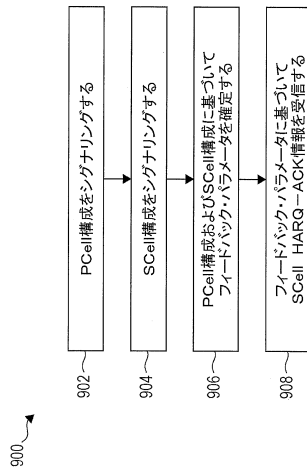 900
902
PCell構成をシグナリングする
904
SCell構成をシグナリングする
906
PCell構成およびSCell構成に基づいて
フィードバック・パラメータを確定する
908
フィードバック・パラメータに基づいて
SCell HARQ-ACK情報を受信する